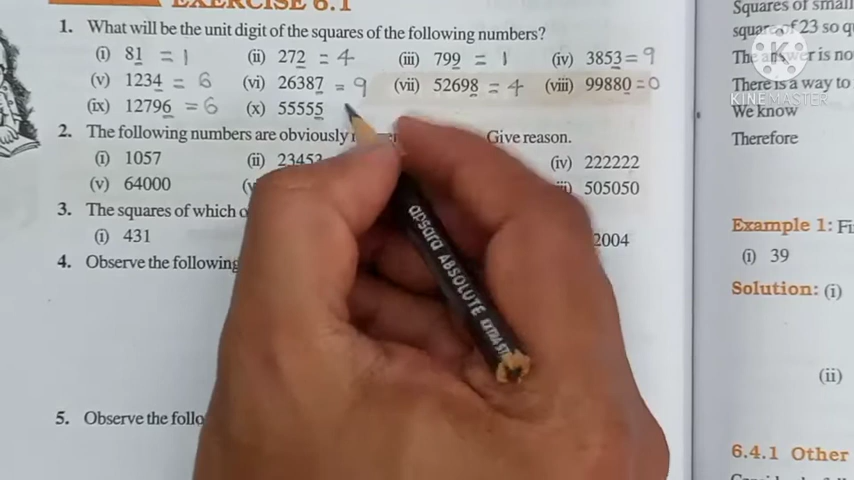 EXERCISE 6.1
1. What will be the unit digit of the squares of the following numbers?
(i) 81 = 1 (ii) 272 = 4 (iii) 799 = 1 (iv) 3853 = 9
(v) 1234 = 6 (vi) 26387 = 9 (vii) 52698 = 4 (viii) 99880 = 0
(ix) 12796 = 6 (x) 55555
2. The following numbers are obviously Give reason.
(i) 1057 (ii) 23453 (iv) 222222
(v) 64000 505050
3. The squares of which
(i) 431 2004
4. Observe the following
5. Observe the
apsara ABSOLUTE EXTRA
Squares of small
square of 23 so
The answer is no
There is a way to
We know
Therefore
Example 1:
(i) 39
Solution: (i)
(ii)
6.4.1 Other
K
KINEMASTER